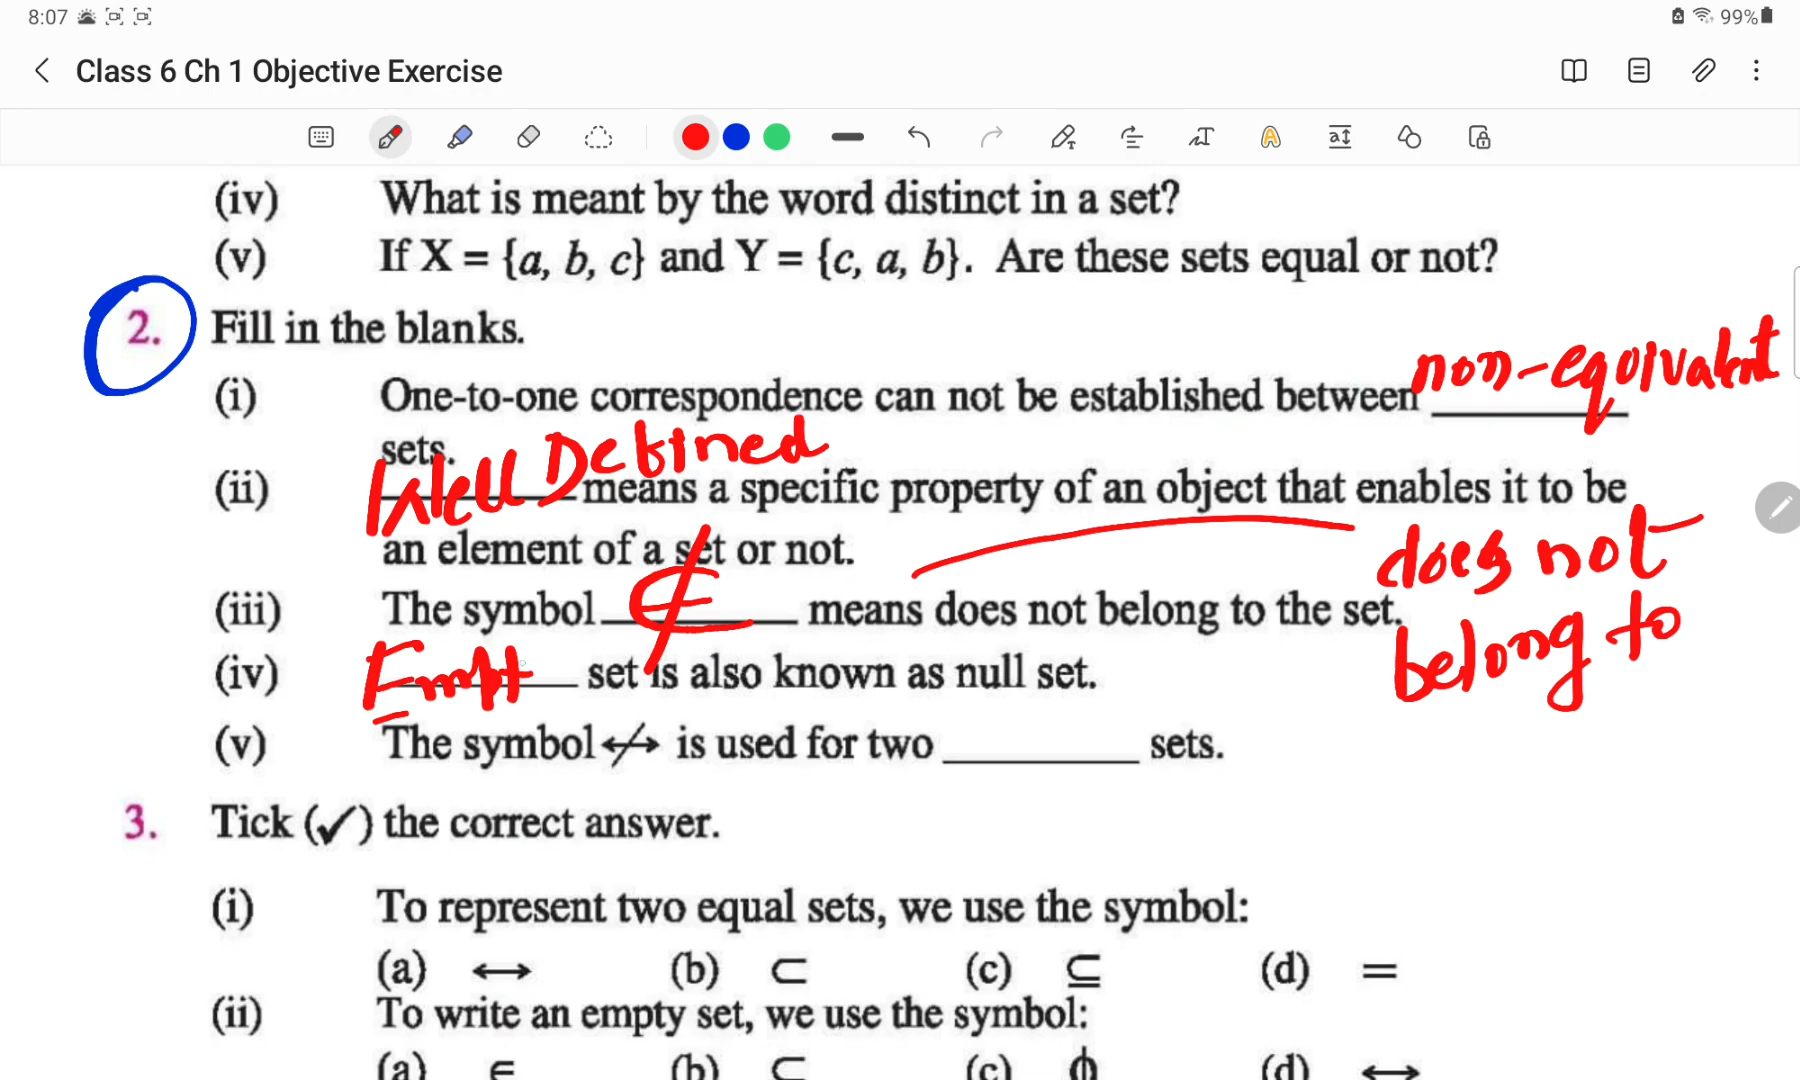 8:07 99%
Class 6 Ch 1 Objective Exercise
(iv) What is meant by the word distinct in a set?
(v) If X = {a, b, c} and Y = {c, a, b}. Are these sets equal or not?
2. Fill in the blanks.
(i) One-to-one correspondence can not be established between non-equivalent
sets.
(ii) Well Defined means a specific property of an object that enables it to be
an element of a set or not.
does not
(iii) The symbol ∉ means does not belong to the set.
belong to
(iv) Empt set is also known as null set.
(v) The symbol ↮ is used for two ________ sets.
3. Tick (✓) the correct answer.
(i) To represent two equal sets, we use the symbol:
(a) ↔ (b) ⊂ (c) ⊆ (d) =
(ii) To write an empty set, we use the symbol:
(a) ∈ (b) ⊂ (c) ϕ (d) ↔